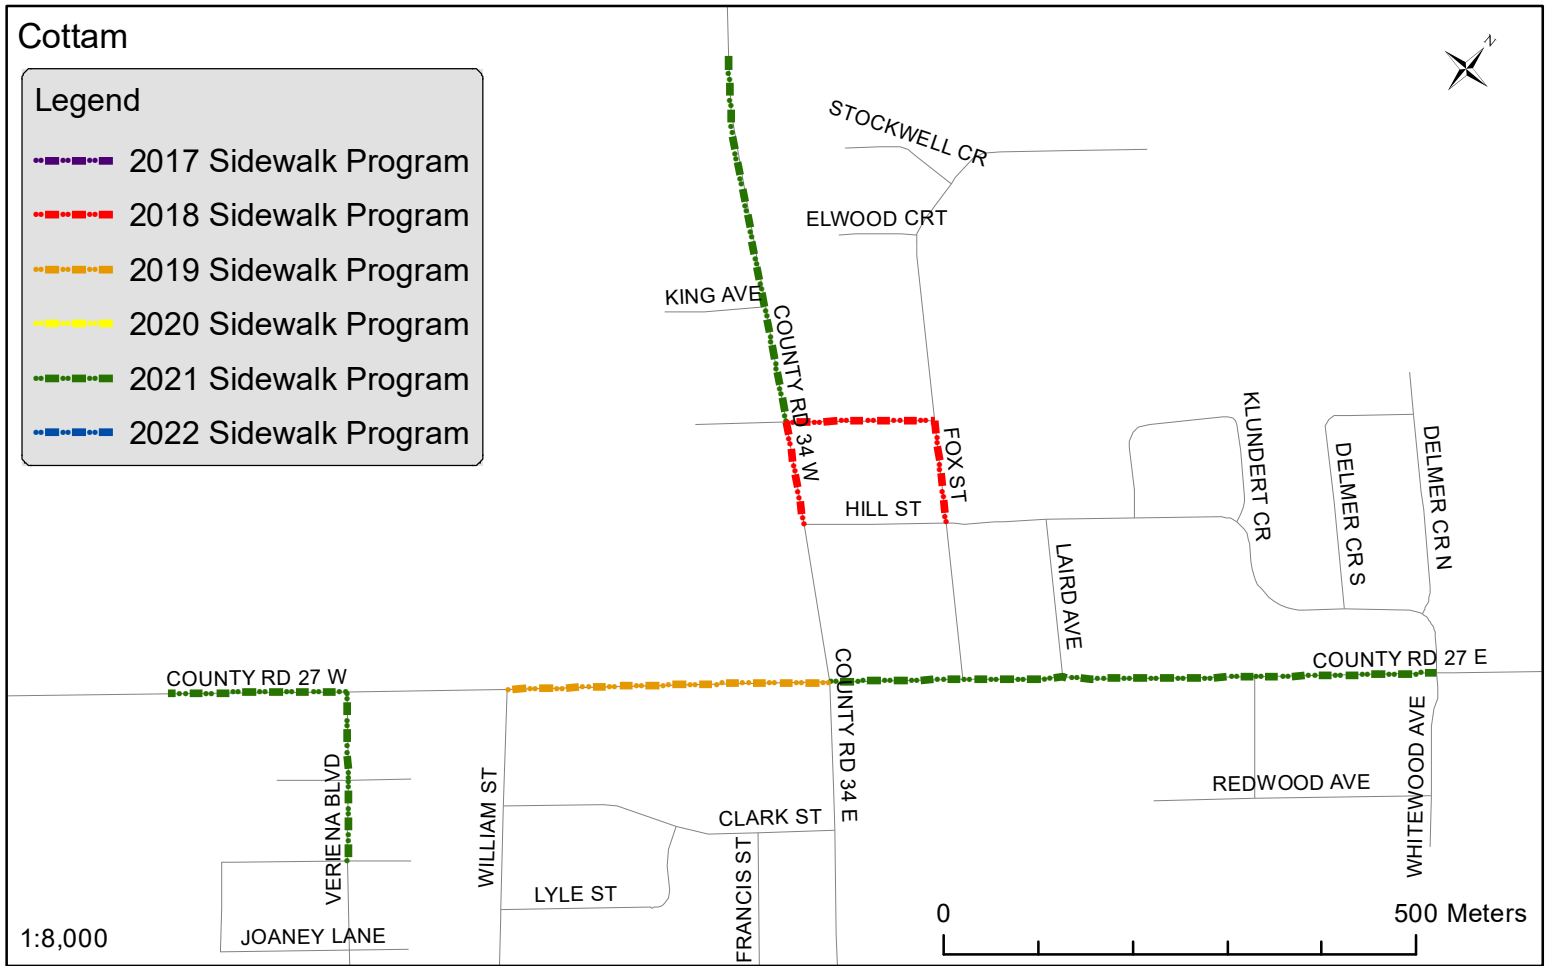 Cottam
N
Legend
2017 Sidewalk Program
2018 Sidewalk Program
2019 Sidewalk Program
2020 Sidewalk Program
2021 Sidewalk Program
2022 Sidewalk Program
STOCKWELL CR
ELWOOD CRT
KING AVE
COUNTY RD 34 W
FOX ST
HILL ST
KLUNDERT CR
DELMER CR S
DELMER CR N
LAIRD AVE
COUNTY RD 27 W
COUNTY RD 27 E
COUNTY RD 34 E
VERIENA BLVD
WILLIAM ST
CLARK ST
FRANCIS ST
LYLE ST
JOANEY LANE
REDWOOD AVE
WHITEWOOD AVE
1:8,000
0
500 Meters